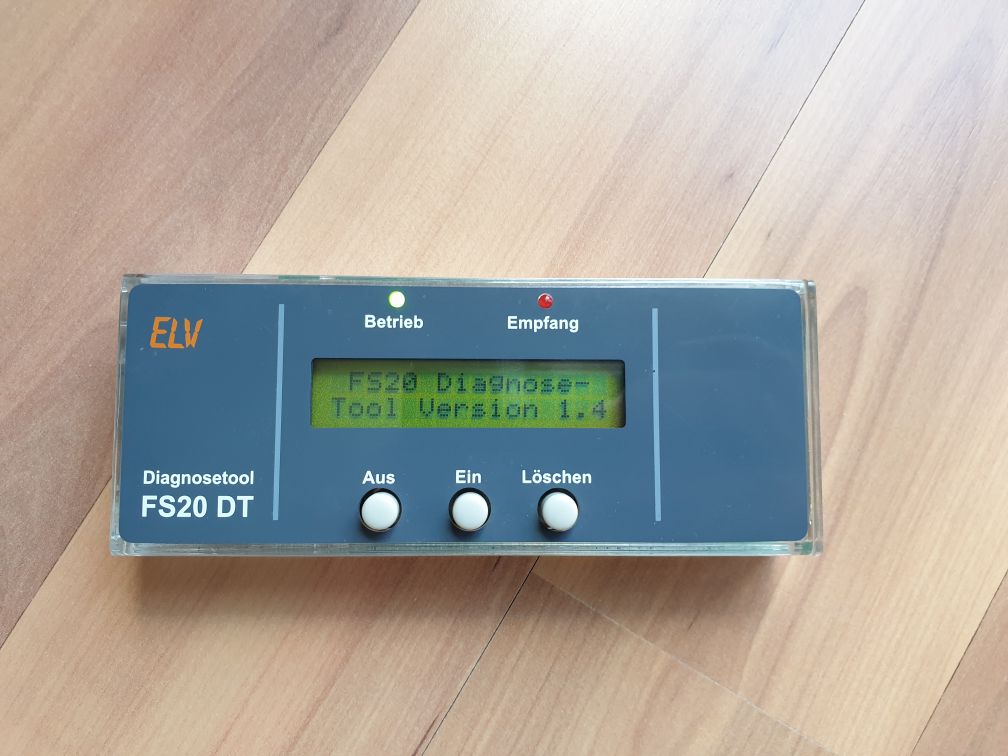 ELV
Betrieb
Empfang
FS20 Diagnose-
Tool Version 1.4
Diagnosetool
FS20 DT
Aus
Ein
Löschen